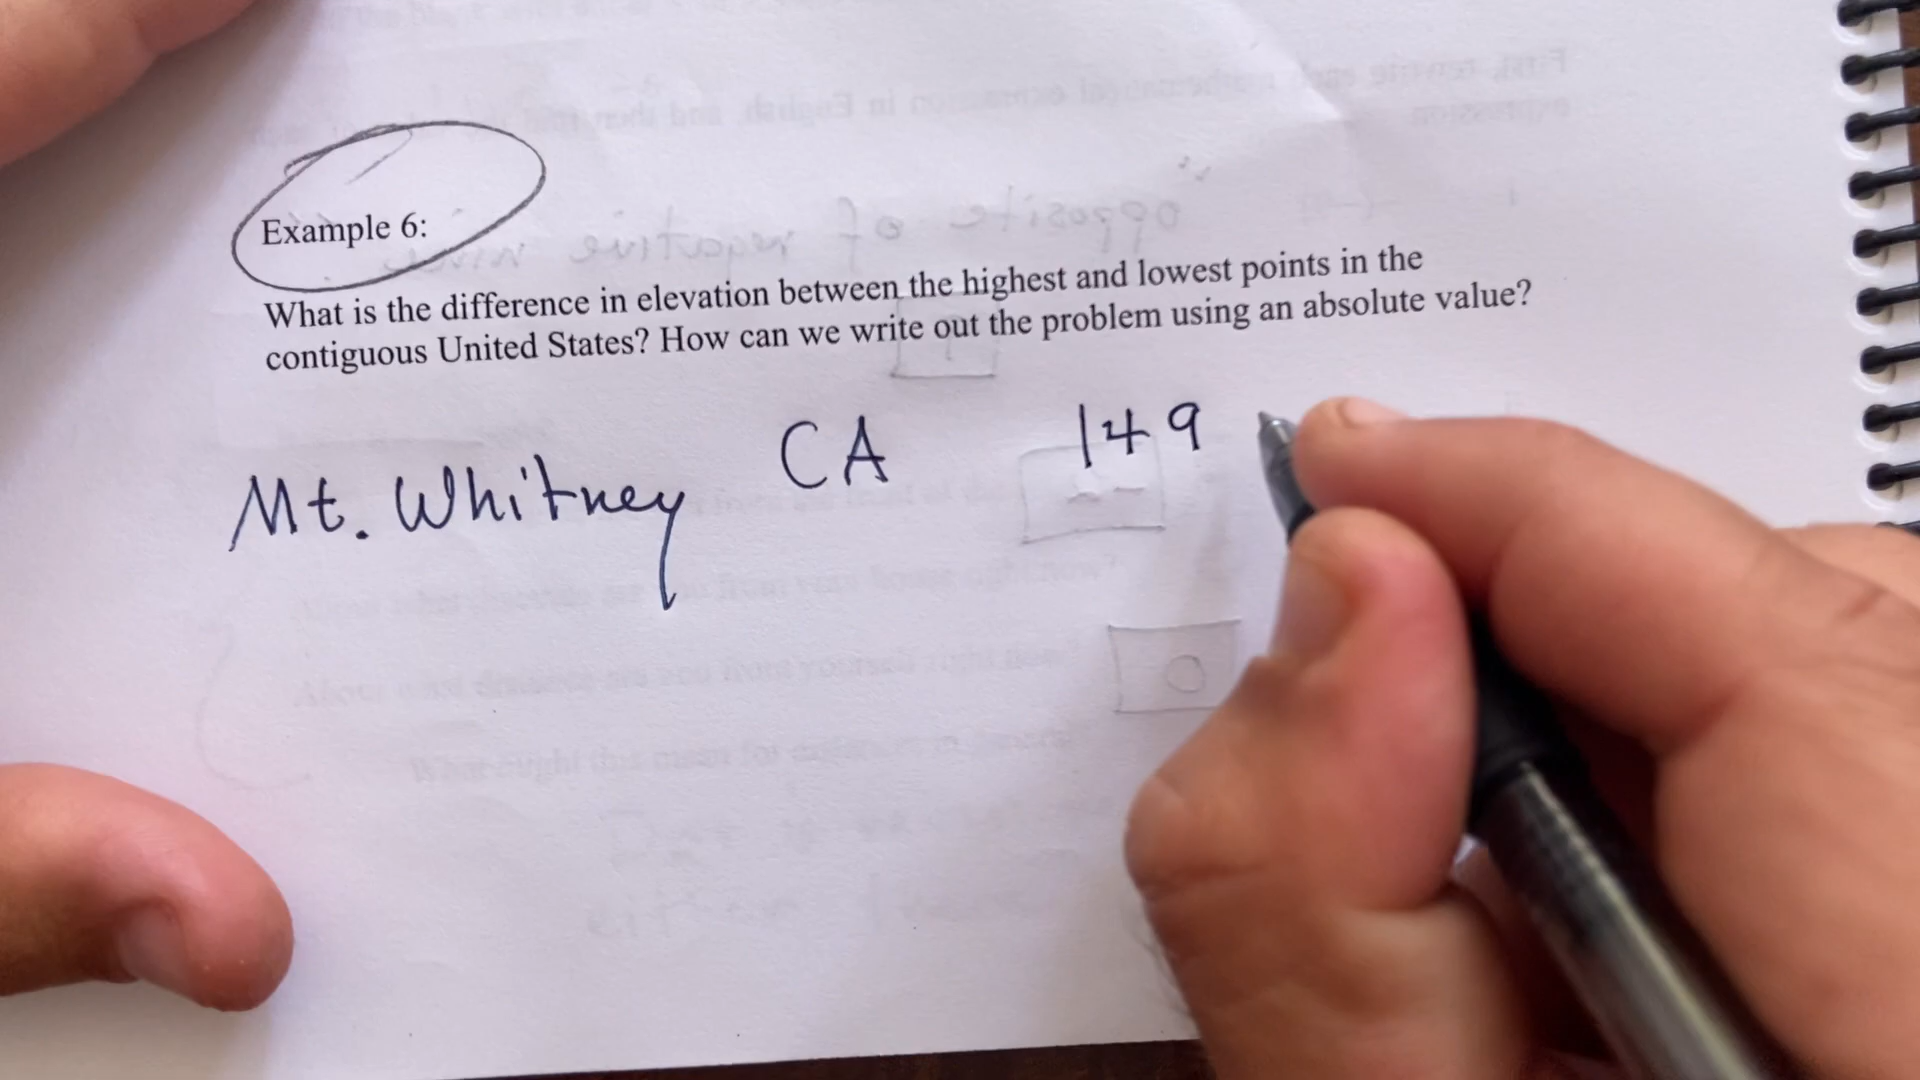 Example 6:
What is the difference in elevation between the highest and lowest points in the
contiguous United States? How can we write out the problem using an absolute value?
Mt. Whitney CA 149